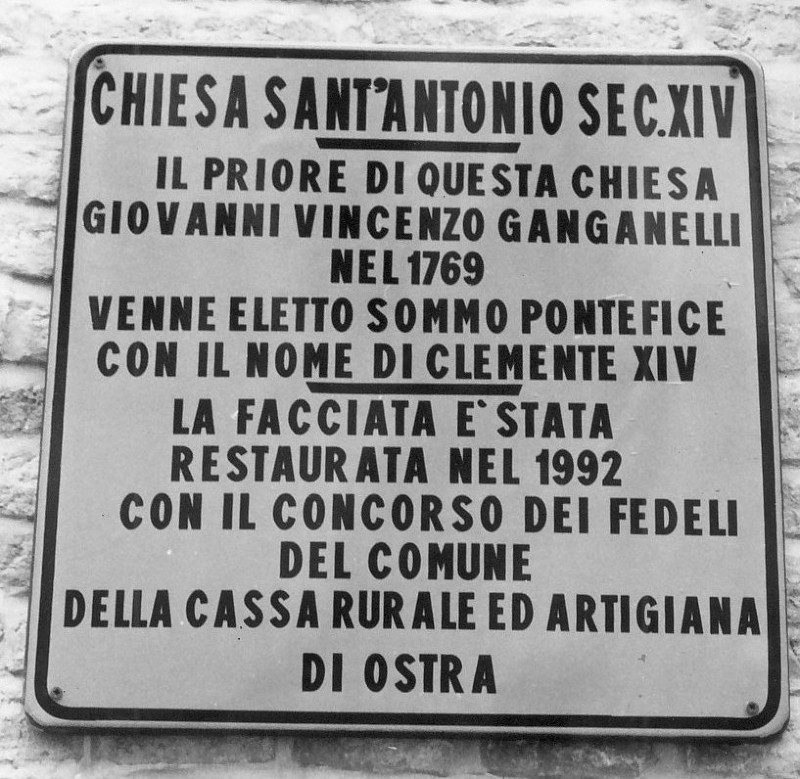 CHIESA SANT'ANTONIO SEC.XIV
IL PRIORE DI QUESTA CHIESA
GIOVANNI VINCENZO GANGANELLI
NEL 1769
VENNE ELETTO SOMMO PONTEFICE
CON IL NOME DI CLEMENTE XIV
LA FACCIATA E` STATA
RESTAURATA NEL 1992
CON IL CONCORSO DEI FEDELI
DEL COMUNE
DELLA CASSA RURALE ED ARTIGIANA
DI OSTRA